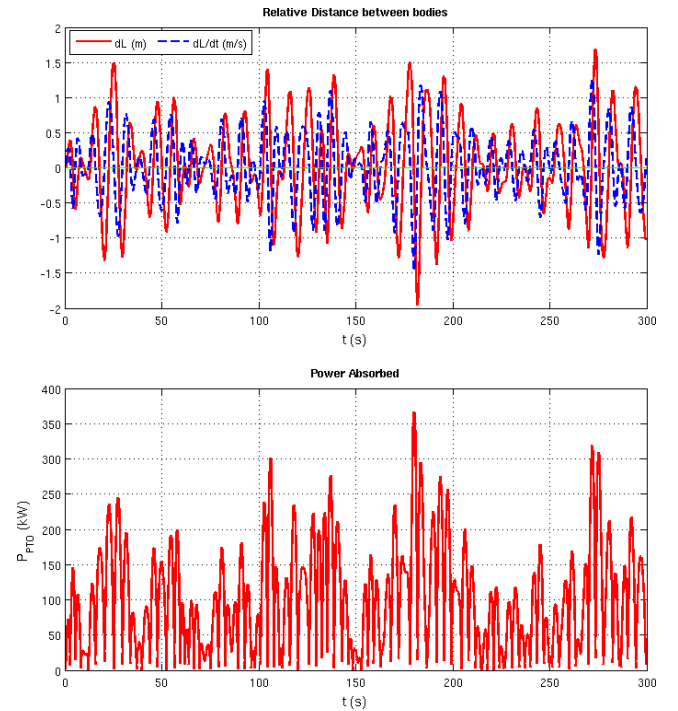 Relative Distance between bodies
2
1.5
1
0.5
0
-0.5
-1
-1.5
-2
dL (m)
dL/dt (m/s)
0 50 100 150 200 250 300
t (s)
Power Absorbed
400
350
300
250
200
150
100
50
0
P_PTO (kW)
0 50 100 150 200 250 300
t (s)